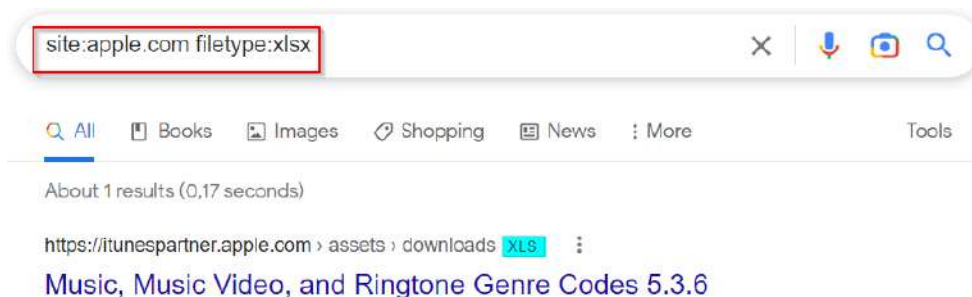 site:apple.com filetype:xlsx
All Books Images Shopping News More Tools
About 1 results (0,17 seconds)
https://itunespartner.apple.com › assets › downloads XLS
Music, Music Video, and Ringtone Genre Codes 5.3.6